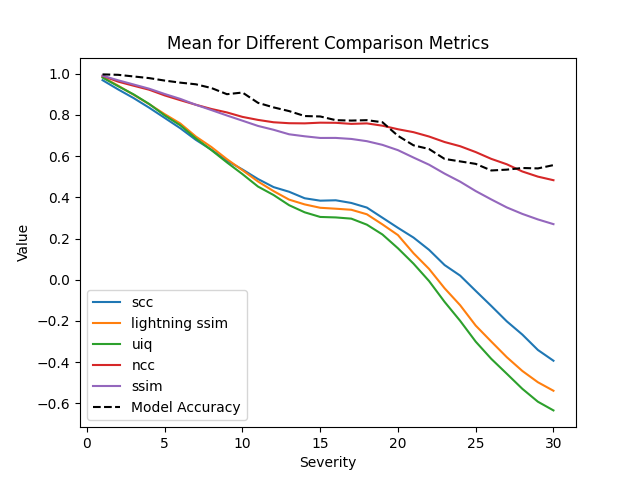 Mean for Different Comparison Metrics
Value
1.0
0.8
0.6
0.4
0.2
0.0
−0.2
−0.4
−0.6
scc
lightning ssim
uiq
ncc
ssim
Model Accuracy
0 5 10 15 20 25 30
Severity